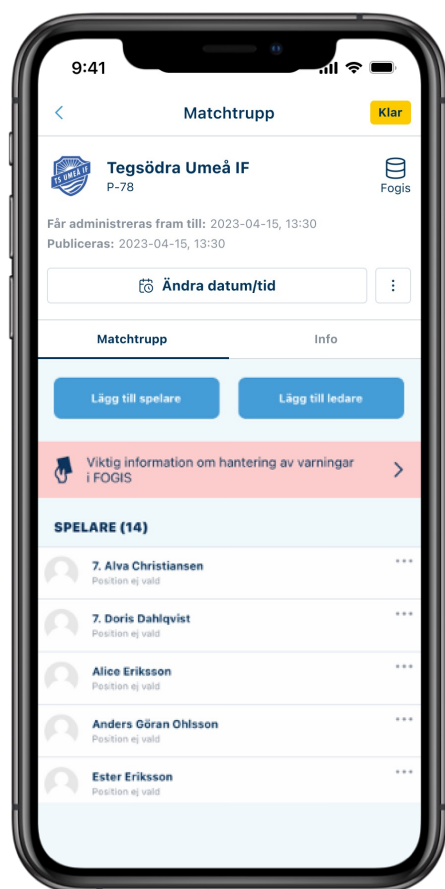 9:41
Matchtrupp
Klar
TS UMEÅ IF
Tegsödra Umeå IF
P-78
Fogis
Får administreras fram till: 2023-04-15, 13:30
Publiceras: 2023-04-15, 13:30
Ändra datum/tid
Matchtrupp
Info
Lägg till spelare
Lägg till ledare
Viktig information om hantering av varningar
i FOGIS
SPELARE (14)
7. Alva Christiansen
Position ej vald
7. Doris Dahlqvist
Position ej vald
Alice Eriksson
Position ej vald
Anders Göran Ohlsson
Position ej vald
Ester Eriksson
Position ej vald